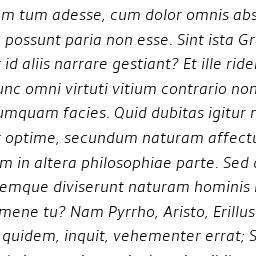 m tum adesse, cum dolor omnis abs
possunt paria non esse. Sint ista Gr
id aliis narrare gestiant? Et ille ride
unc omni virtuti vitium contrario non
umquam facies. Quid dubitas igitur r
optime, secundum naturam affectu
m in altera philosophiae parte. Sed
emque diviserunt naturam hominis
mene tu? Nam Pyrrho, Aristo, Erillus
quidem, inquit, vehementer errat; S